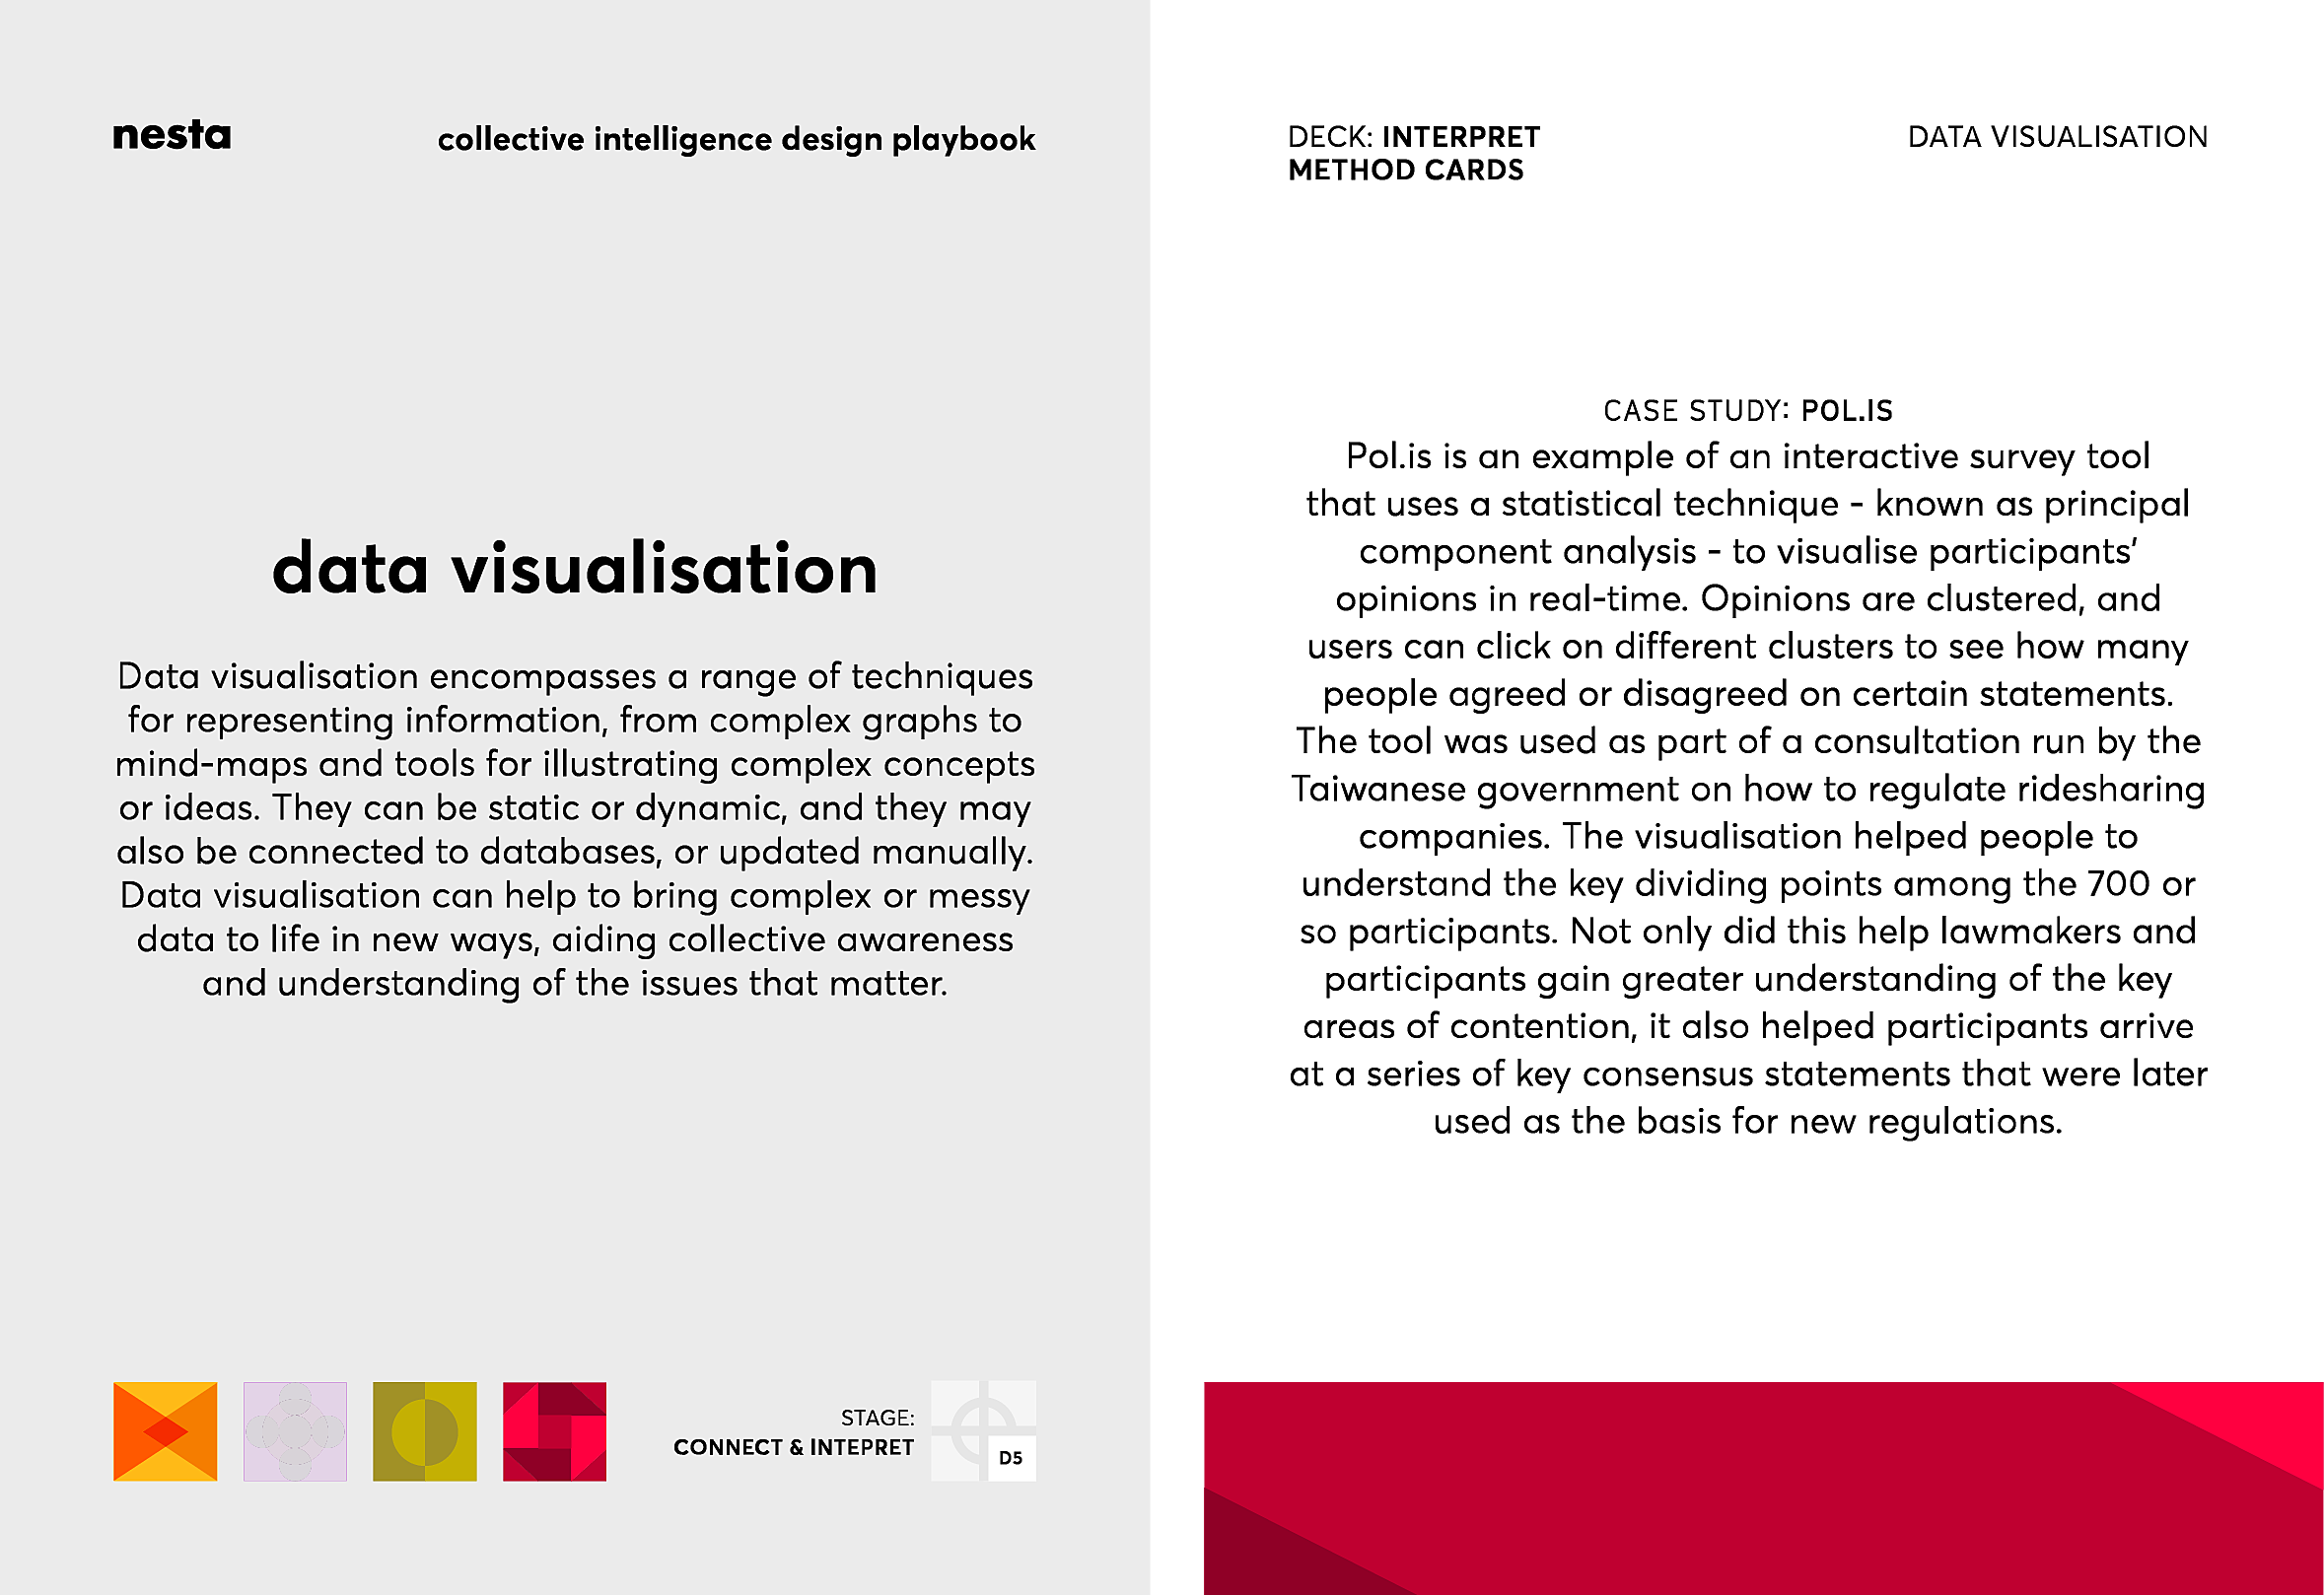 nesta
collective intelligence design playbook
data visualisation
Data visualisation encompasses a range of techniques
for representing information, from complex graphs to
mind-maps and tools for illustrating complex concepts
or ideas. They can be static or dynamic, and they may
also be connected to databases, or updated manually.
Data visualisation can help to bring complex or messy
data to life in new ways, aiding collective awareness
and understanding of the issues that matter.
STAGE:
CONNECT & INTEPRET
D5
DECK: INTERPRET
METHOD CARDS
DATA VISUALISATION
CASE STUDY: POL.IS
Pol.is is an example of an interactive survey tool
that uses a statistical technique - known as principal
component analysis - to visualise participants’
opinions in real-time. Opinions are clustered, and
users can click on different clusters to see how many
people agreed or disagreed on certain statements.
The tool was used as part of a consultation run by the
Taiwanese government on how to regulate ridesharing
companies. The visualisation helped people to
understand the key dividing points among the 700 or
so participants. Not only did this help lawmakers and
participants gain greater understanding of the key
areas of contention, it also helped participants arrive
at a series of key consensus statements that were later
used as the basis for new regulations.